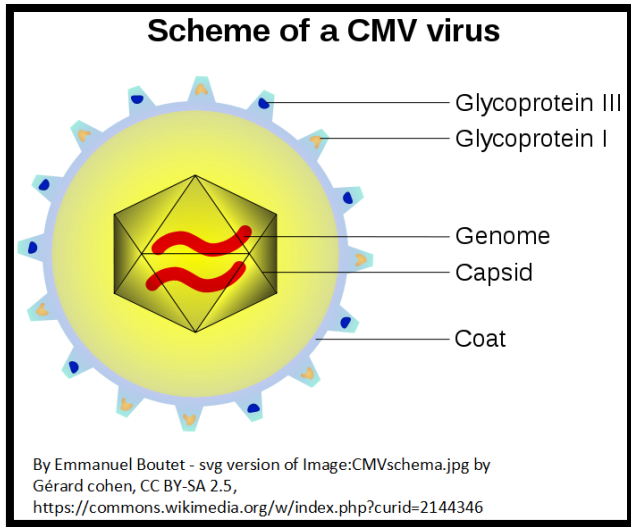 Scheme of a CMV virus
Glycoprotein III
Glycoprotein I
Genome
Capsid
Coat
By Emmanuel Boutet - svg version of Image:CMVschema.jpg by
Gérard cohen, CC BY-SA 2.5,
https://commons.wikimedia.org/w/index.php?curid=2144346